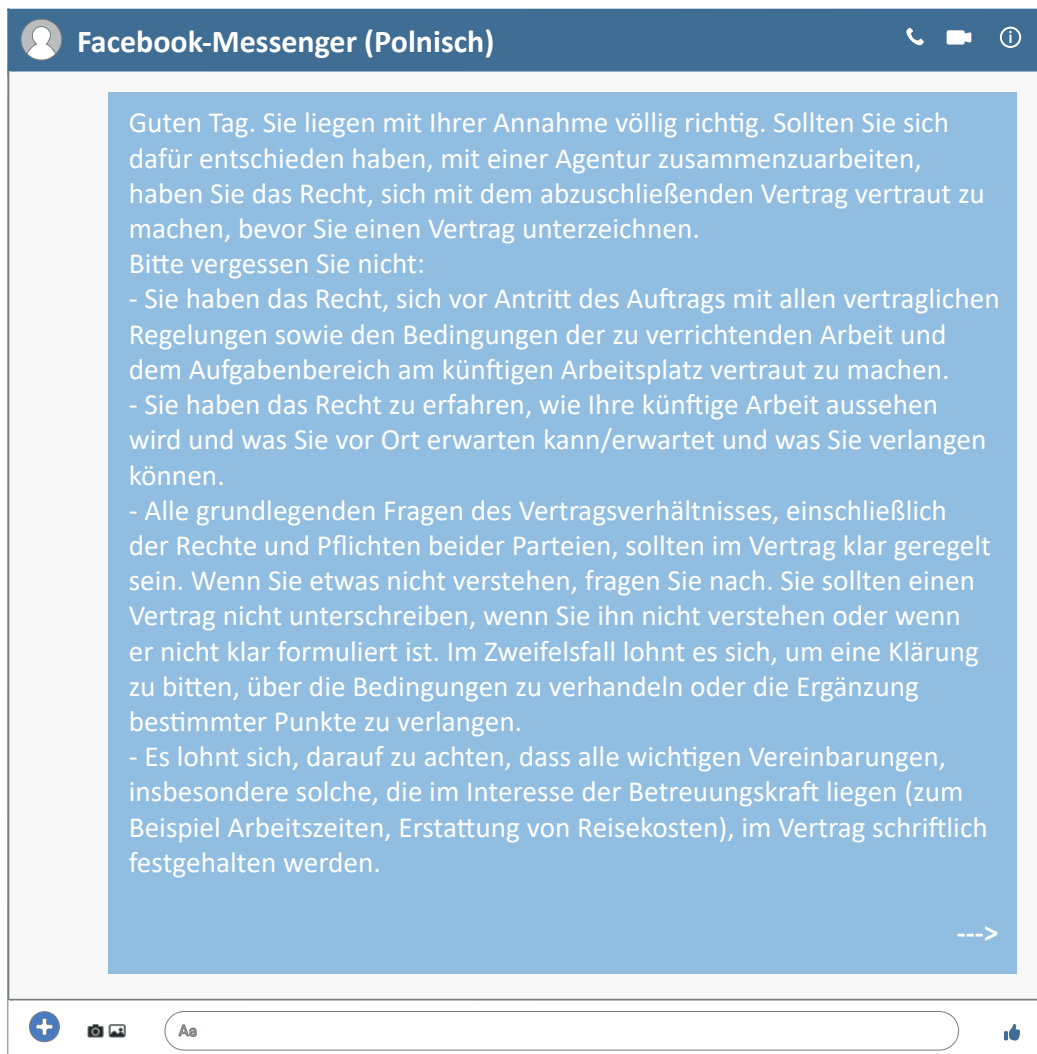 Facebook-Messenger (Polnisch)
Guten Tag. Sie liegen mit Ihrer Annahme völlig richtig. Sollten Sie sich
dafür entschieden haben, mit einer Agentur zusammenzuarbeiten,
haben Sie das Recht, sich mit dem abzuschließenden Vertrag vertraut zu
machen, bevor Sie einen Vertrag unterzeichnen.
Bitte vergessen Sie nicht:
- Sie haben das Recht, sich vor Antritt des Auftrags mit allen vertraglichen
Regelungen sowie den Bedingungen der zu verrichtenden Arbeit und
dem Aufgabenbereich am künftigen Arbeitsplatz vertraut zu machen.
- Sie haben das Recht zu erfahren, wie Ihre künftige Arbeit aussehen
wird und was Sie vor Ort erwarten kann/erwartet und was Sie verlangen
können.
- Alle grundlegenden Fragen des Vertragsverhältnisses, einschließlich
der Rechte und Pflichten beider Parteien, sollten im Vertrag klar geregelt
sein. Wenn Sie etwas nicht verstehen, fragen Sie nach. Sie sollten einen
Vertrag nicht unterschreiben, wenn Sie ihn nicht verstehen oder wenn
er nicht klar formuliert ist. Im Zweifelsfall lohnt es sich, um eine Klärung
zu bitten, über die Bedingungen zu verhandeln oder die Ergänzung
bestimmter Punkte zu verlangen.
- Es lohnt sich, darauf zu achten, dass alle wichtigen Vereinbarungen,
insbesondere solche, die im Interesse der Betreuungskraft liegen (zum
Beispiel Arbeitszeiten, Erstattung von Reisekosten), im Vertrag schriftlich
festgehalten werden.
--->
Aa